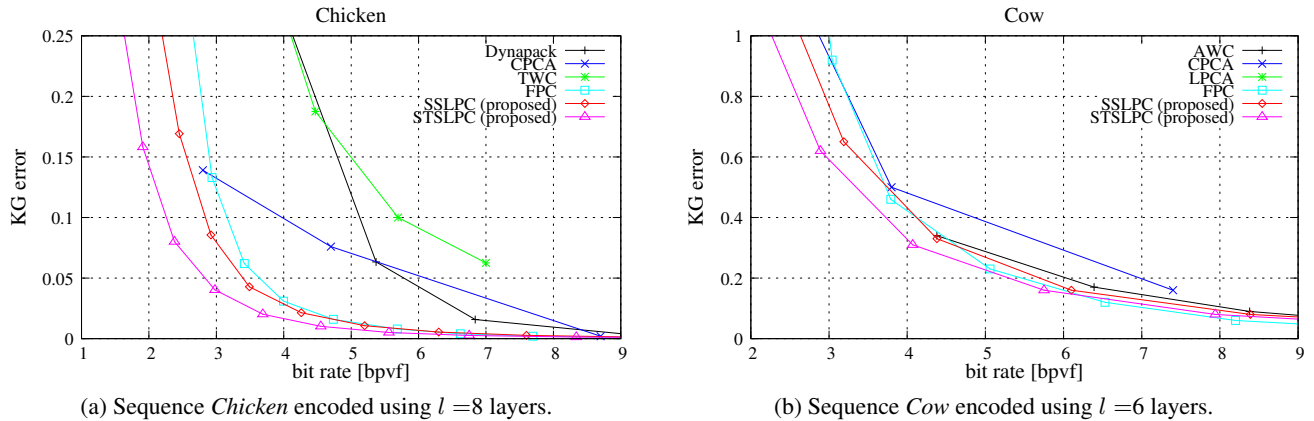 Chicken
KG error
0.25
0.2
0.15
0.1
0.05
0
Dynapack
CPCA
TWC
FPC
SSLPC (proposed)
STSLPC (proposed)
1 2 3 4 5 6 7 8 9
bit rate [bpvf]
(a) Sequence Chicken encoded using l =8 layers.
Cow
KG error
1
0.8
0.6
0.4
0.2
0
AWC
CPCA
LPCA
FPC
SSLPC (proposed)
STSLPC (proposed)
2 3 4 5 6 7 8 9
bit rate [bpvf]
(b) Sequence Cow encoded using l =6 layers.